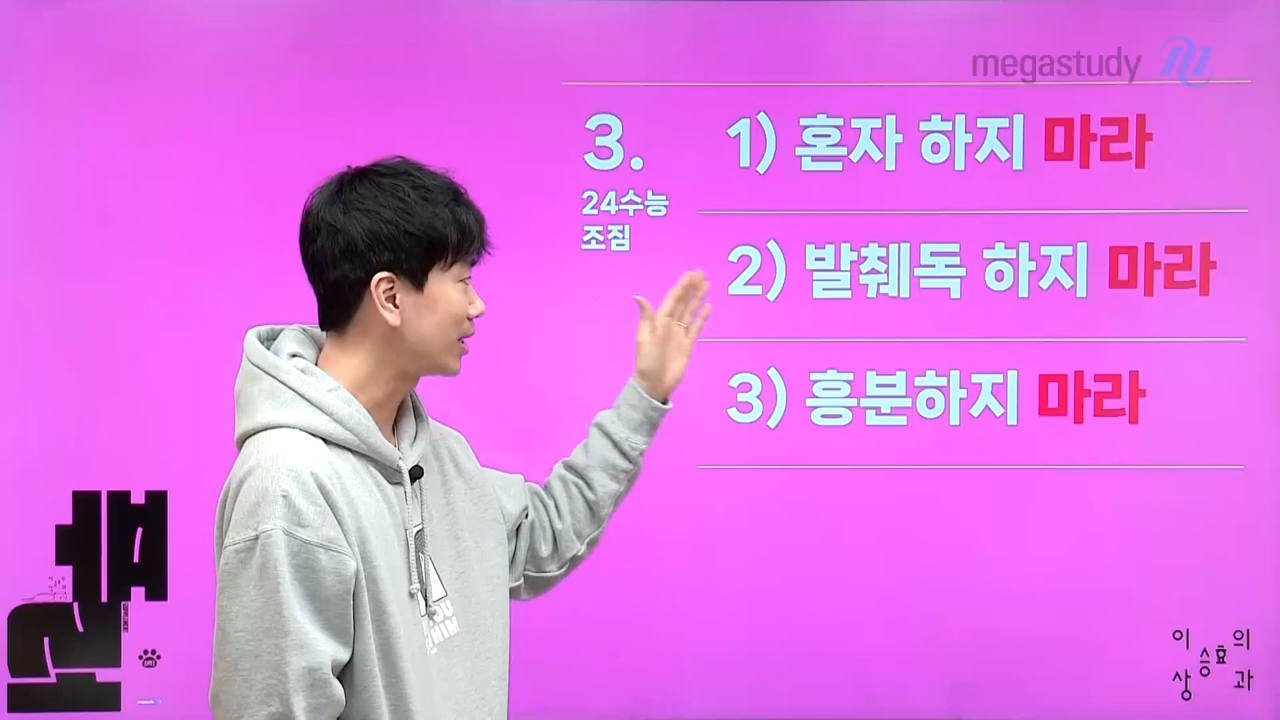 megastudy
3.
24수능
조짐
1) 혼자 하지 마라
2) 발췌독 하지 마라
3) 흥분하지 마라
이 의
승효
상 과